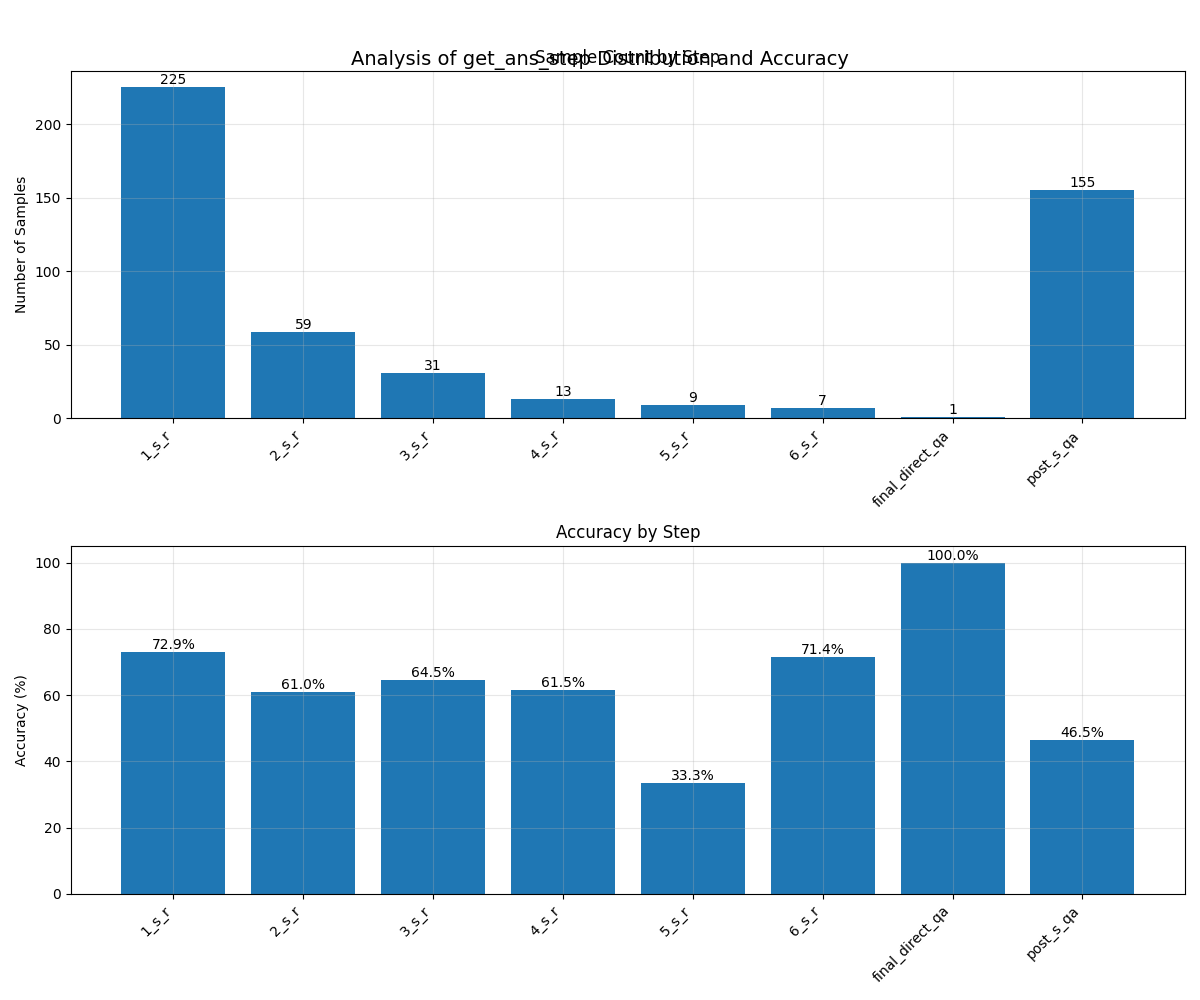 Analysis of get_ans_step Distribution and Accuracy
Sample Count by Step
Number of Samples
200
150
100
50
0
225
59
31
13
9
7
1
155
1_s_r
2_s_r
3_s_r
4_s_r
5_s_r
6_s_r
final_direct_qa
post_s_qa
Accuracy by Step
Accuracy (%)
100
80
60
40
20
0
72.9%
61.0%
64.5%
61.5%
33.3%
71.4%
100.0%
46.5%
1_s_r
2_s_r
3_s_r
4_s_r
5_s_r
6_s_r
final_direct_qa
post_s_qa